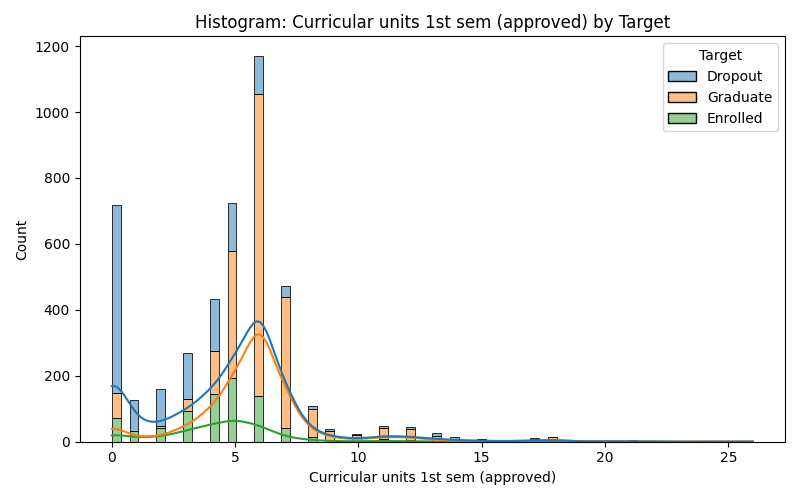 Histogram: Curricular units 1st sem (approved) by Target
Target
Dropout
Graduate
Enrolled
Count
1200
1000
800
600
400
200
0
0 5 10 15 20 25
Curricular units 1st sem (approved)